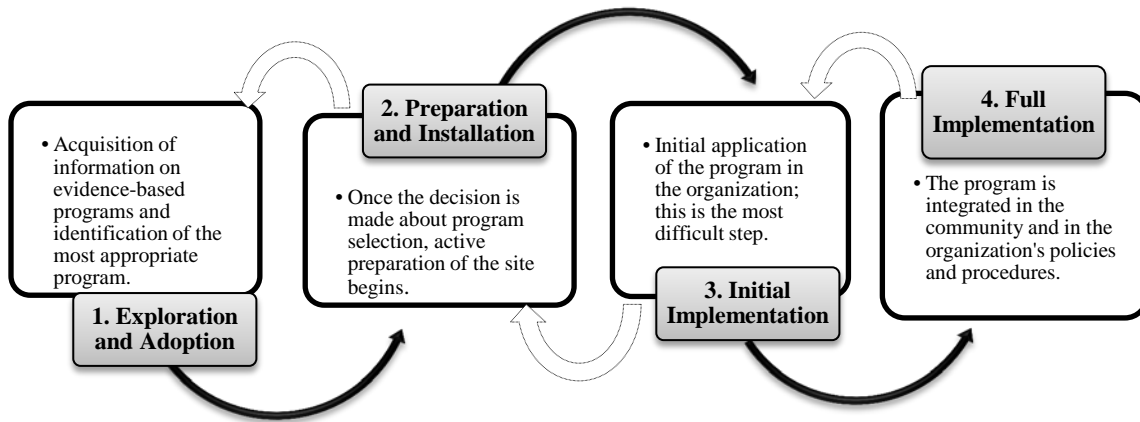 • Acquisition of
information on
evidence-based
programs and
identification of the
most appropriate
program.
1. Exploration
and Adoption
2. Preparation
and Installation
• Once the decision is
made about program
selection, active
preparation of the site
begins.
• Initial application
of the program in
the organization;
this is the most
difficult step.
3. Initial
Implementation
4. Full
Implementation
• The program is
integrated in the
community and in
the organization's
policies and
procedures.